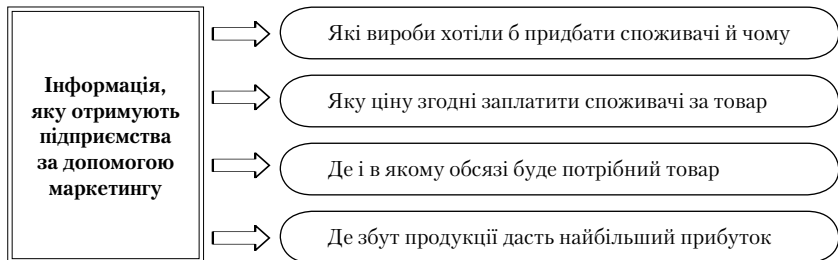 Інформація,
яку отримують
підприємства
за допомогою
маркетингу
Які вироби хотіли б придбати споживачі й чому
Яку ціну згодні заплатити споживачі за товар
Де і в якому обсязі буде потрібний товар
Де збут продукції дасть найбільший прибуток